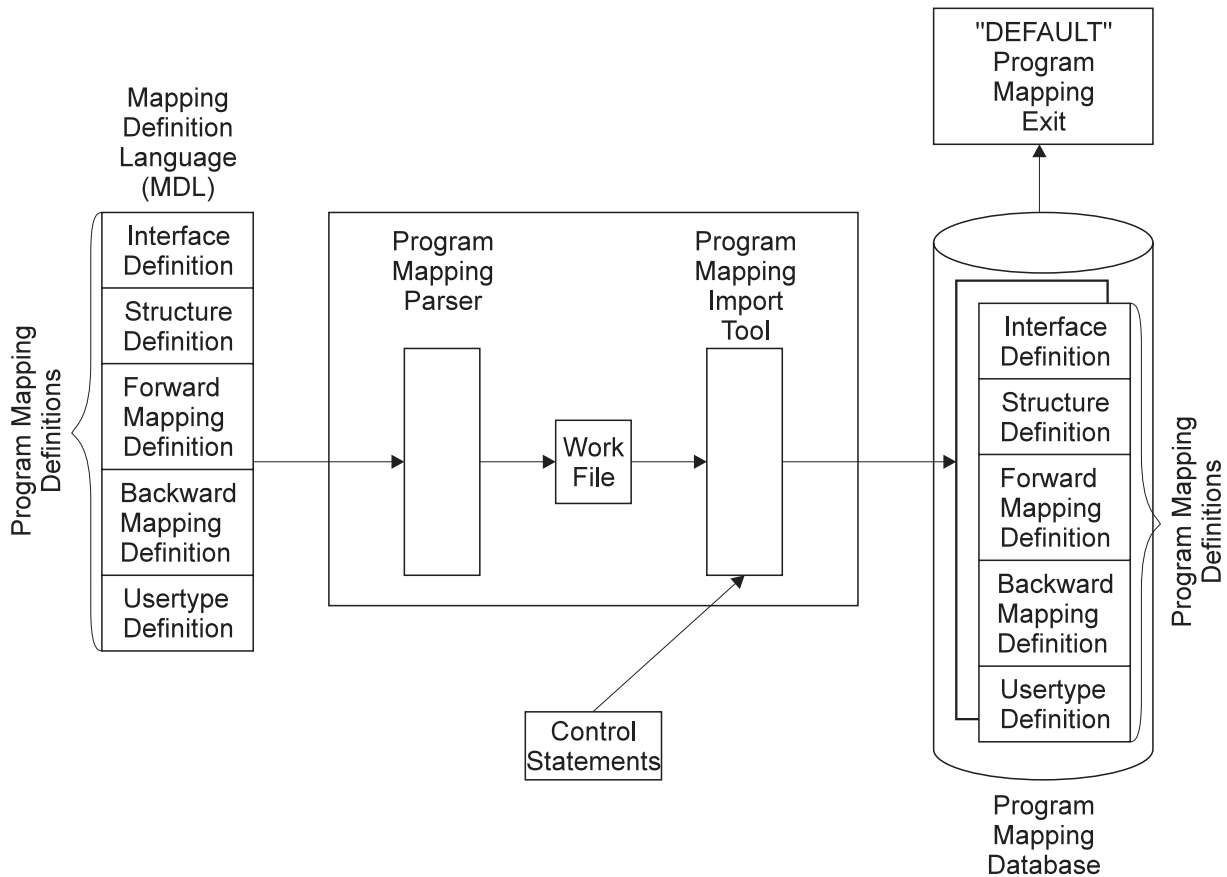 Mapping
Definition
Language
(MDL)
Program Mapping
Definitions
Interface
Definition
Structure
Definition
Forward
Mapping
Definition
Backward
Mapping
Definition
Usertype
Definition
Program
Mapping
Parser
Work
File
Program
Mapping
Import
Tool
Control
Statements
"DEFAULT"
Program
Mapping
Exit
Interface
Definition
Structure
Definition
Forward
Mapping
Definition
Backward
Mapping
Definition
Usertype
Definition
Program Mapping
Definitions
Program
Mapping
Database